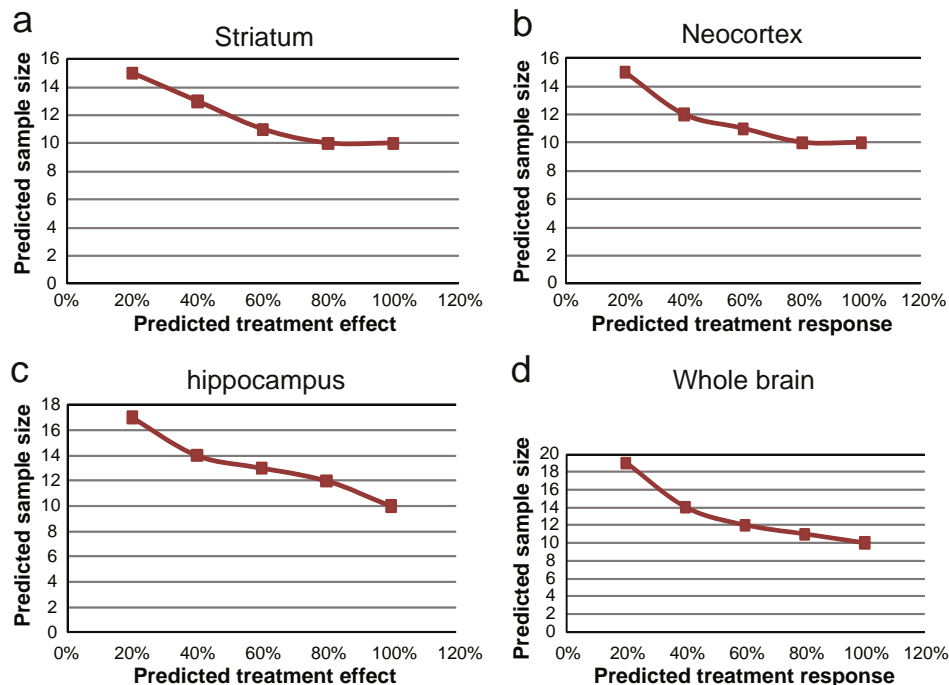 a
Striatum
Predicted sample size
16
14
12
10
8
6
4
2
0
0% 20% 40% 60% 80% 100% 120%
Predicted treatment effect
b
Neocortex
Predicted sample size
16
14
12
10
8
6
4
2
0
0% 20% 40% 60% 80% 100% 120%
Predicted treatment response
c
hippocampus
Predicted sample size
18
16
14
12
10
8
6
4
2
0
0% 20% 40% 60% 80% 100% 120%
Predicted treatment effect
d
Whole brain
Predicted sample size
20
18
16
14
12
10
8
6
4
2
0
0% 20% 40% 60% 80% 100% 120%
Predicted treatment response